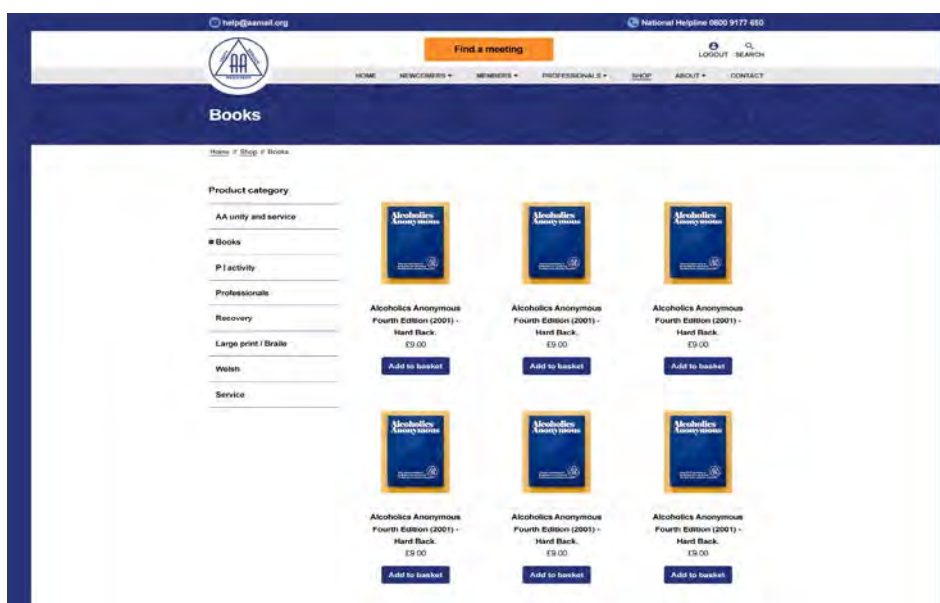 help@aamail.org
National Helpline 0800 9177 650
Find a meeting
LOGOUT SEARCH
AA
HOME NEWCOMERS MEMBERS PROFESSIONALS SHOP ABOUT CONTACT
Books
Home // Shop // Books
Product category
AA unity and service
Books
P I activity
Professionals
Recovery
Large print / Braile
Welsh
Service
Alcoholics
Anonymous
Alcoholics Anonymous
Fourth Edition (2001) -
Hard Back.
£9.00
Add to basket
Alcoholics
Anonymous
Alcoholics Anonymous
Fourth Edition (2001) -
Hard Back.
£9.00
Add to basket
Alcoholics
Anonymous
Alcoholics Anonymous
Fourth Edition (2001) -
Hard Back.
£9.00
Add to basket
Alcoholics
Anonymous
Alcoholics Anonymous
Fourth Edition (2001) -
Hard Back.
£9.00
Add to basket
Alcoholics
Anonymous
Alcoholics Anonymous
Fourth Edition (2001) -
Hard Back.
£9.00
Add to basket
Alcoholics
Anonymous
Alcoholics Anonymous
Fourth Edition (2001) -
Hard Back.
£9.00
Add to basket